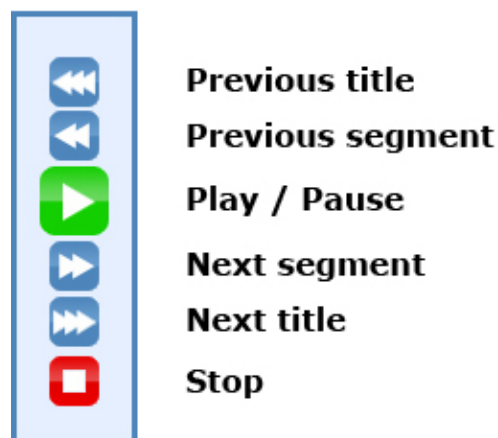 Previous title
Previous segment
Play / Pause
Next segment
Next title
Stop